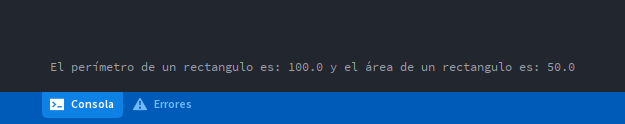 El perímetro de un rectangulo es: 100.0 y el área de un rectangulo es: 50.0
Consola
Errores